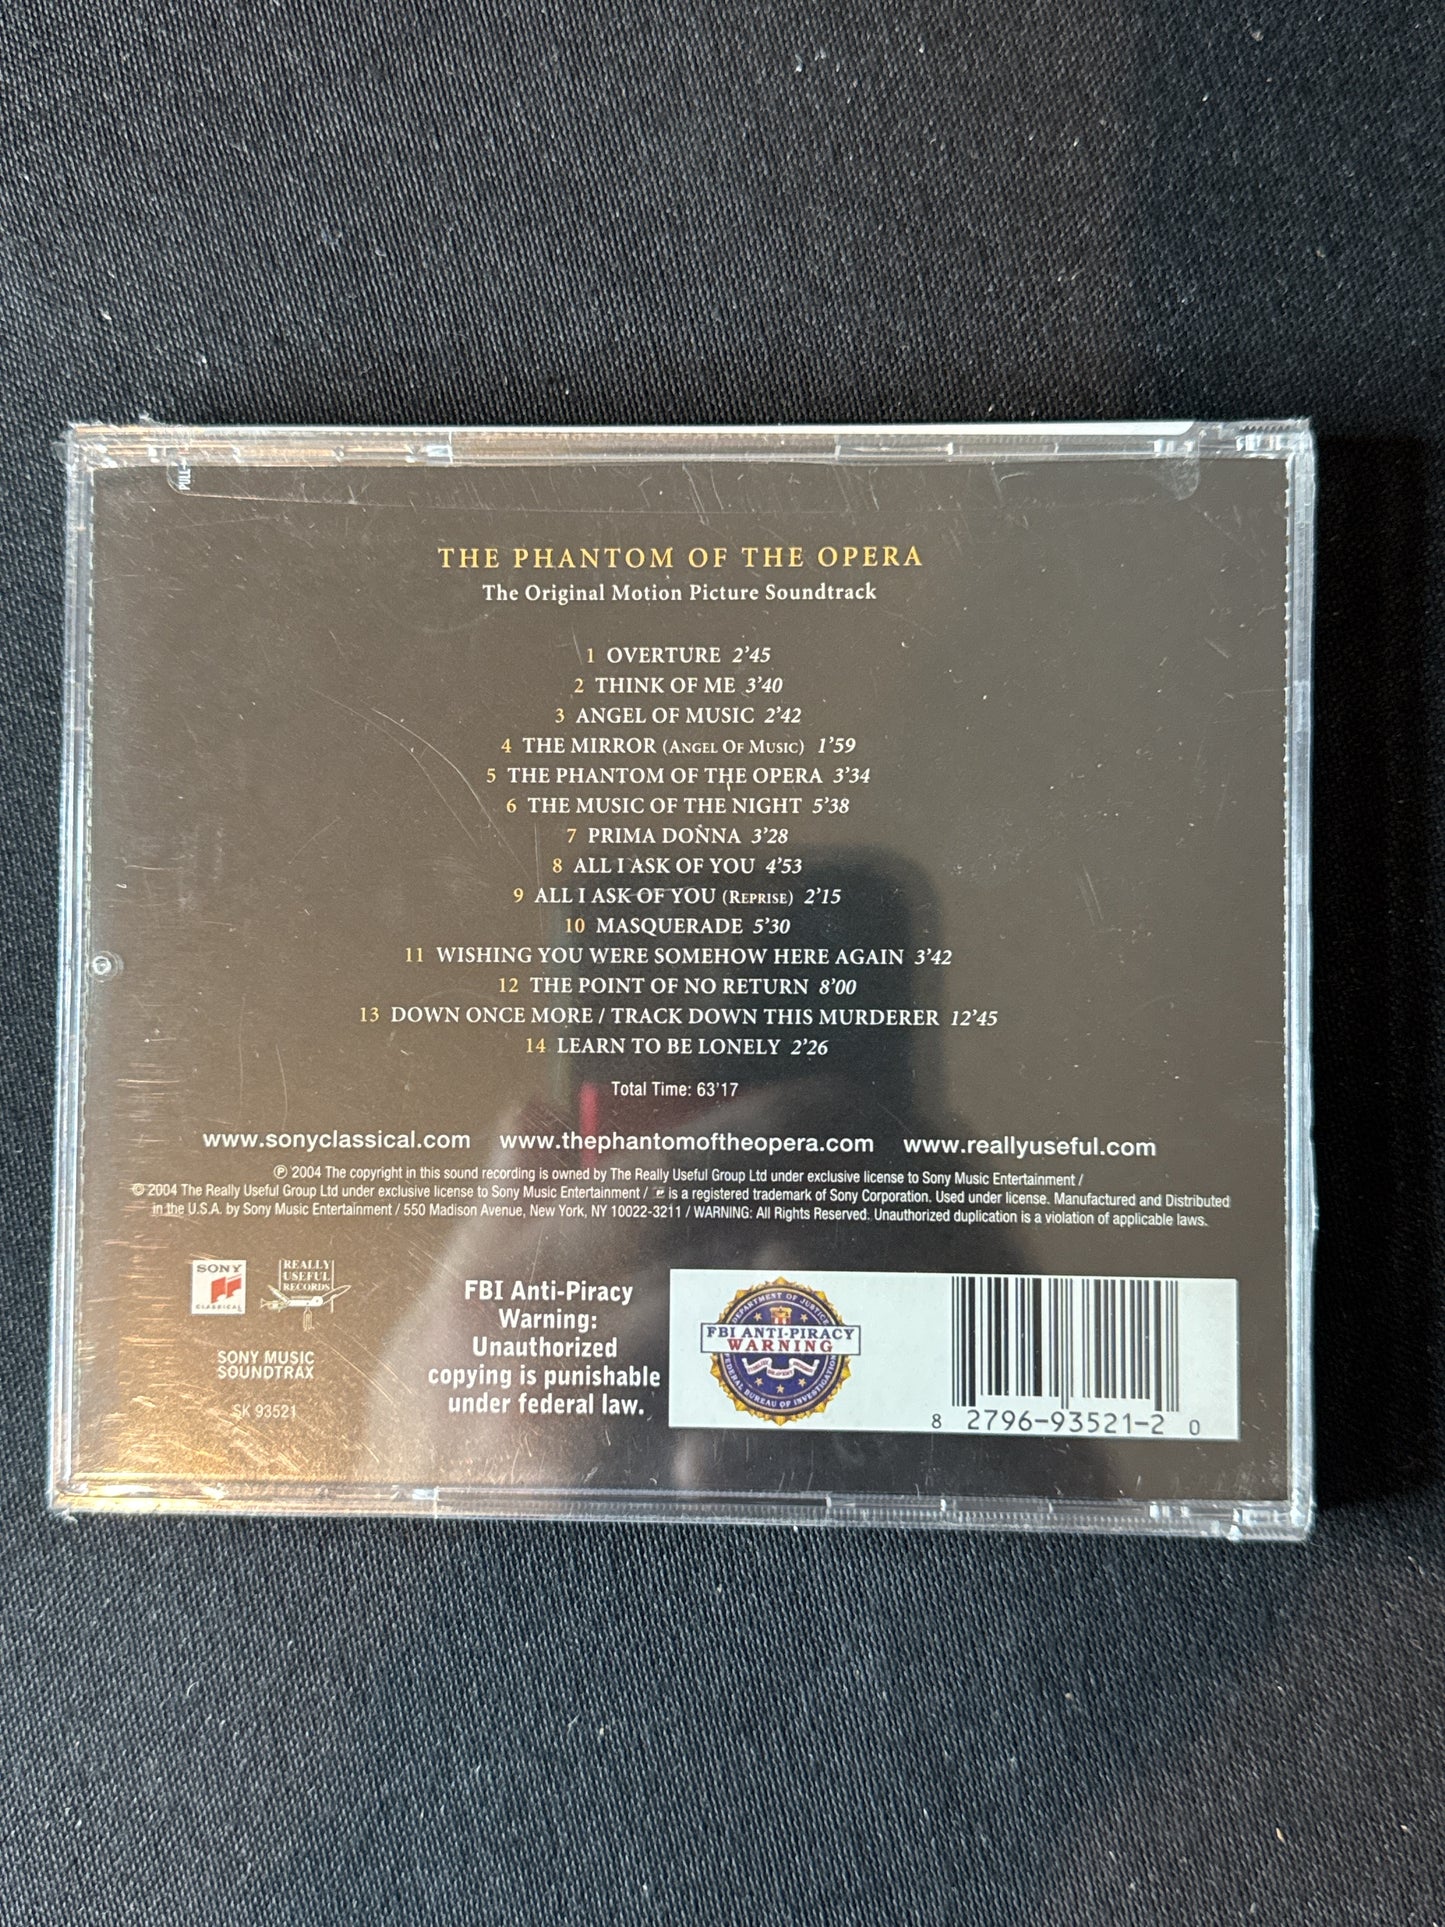 PULL-
THE PHANTOM OF THE OPERA
The Original Motion Picture Soundtrack
1 OVERTURE 2'45
2 THINK OF ME 3'40
3 ANGEL OF MUSIC 2'42
4 THE MIRROR (ANGEL OF MUSIC) 1'59
5 THE PHANTOM OF THE OPERA 3'34
6 THE MUSIC OF THE NIGHT 5'38
7 PRIMA DONNA 3'28
8 ALL I ASK OF YOU 4'53
9 ALL I ASK OF YOU (REPRISE) 2'15
10 MASQUERADE 5'30
11 WISHING YOU WERE SOMEHOW HERE AGAIN 3'42
12 THE POINT OF NO RETURN 8'00
13 DOWN ONCE MORE / TRACK DOWN THIS MURDERER 12'45
14 LEARN TO BE LONELY 2'26
Total Time: 63'17
www.sonyclassical.com www.thephantomoftheopera.com www.reallyuseful.com
℗ 2004 The copyright in this sound recording is owned by The Really Useful Group Ltd under exclusive license to Sony Music Entertainment /
© 2004 The Really Useful Group Ltd under exclusive license to Sony Music Entertainment / is a registered trademark of Sony Corporation. Used under license. Manufactured and Distributed
in the U.S.A. by Sony Music Entertainment / 550 Madison Avenue, New York, NY 10022-3211 / WARNING: All Rights Reserved. Unauthorized duplication is a violation of applicable laws.
SONY
CLASSICAL
REALLY
USEFUL
RECORDS
SONY MUSIC
SOUNDTRAX
SK 93521
FBI Anti-Piracy
Warning:
Unauthorized
copying is punishable
under federal law.
DEPARTMENT OF JUSTICE
FBI ANTI-PIRACY
WARNING
FEDERAL BUREAU OF INVESTIGATION
8 2796-93521-2 0